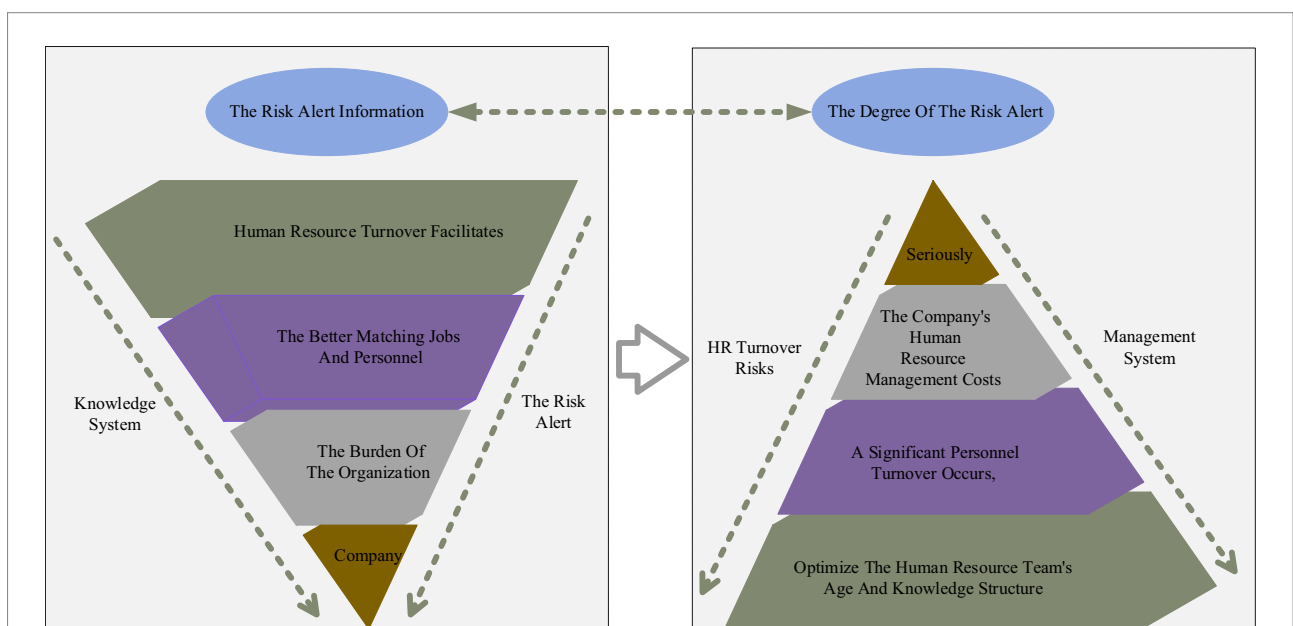 The Risk Alert Information
Human Resource Turnover Facilitates
The Better Matching Jobs
And Personnel
Knowledge
System
The Risk
Alert
The Burden Of
The Organization
Company
The Degree Of The Risk Alert
Seriously
The Company's
Human
Resource
Management Costs
HR Turnover
Risks
Management
System
A Significant Personnel
Turnover Occurs,
Optimize The Human Resource Team's
Age And Knowledge Structure